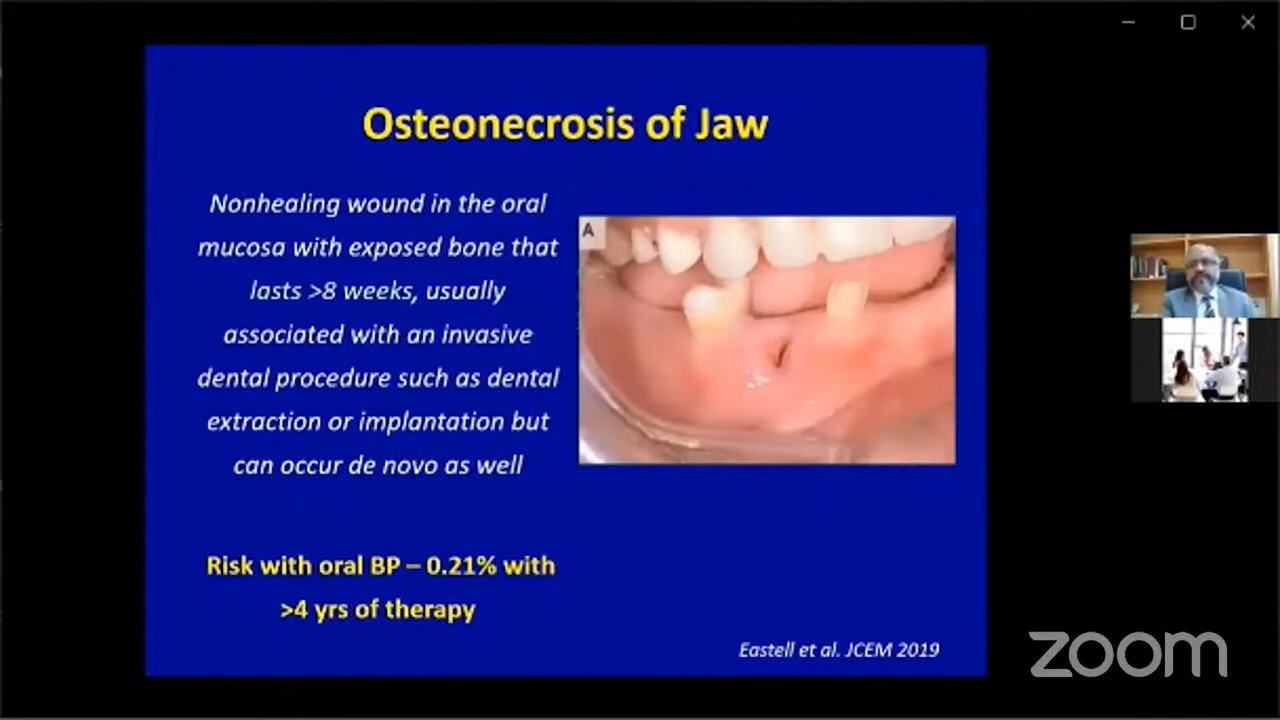 Osteonecrosis of Jaw
Nonhealing wound in the oral
mucosa with exposed bone that
lasts >8 weeks, usually
associated with an invasive
dental procedure such as dental
extraction or implantation but
can occur de novo as well
A
Risk with oral BP – 0.21% with
>4 yrs of therapy
Eastell et al. JCEM 2019
zoom